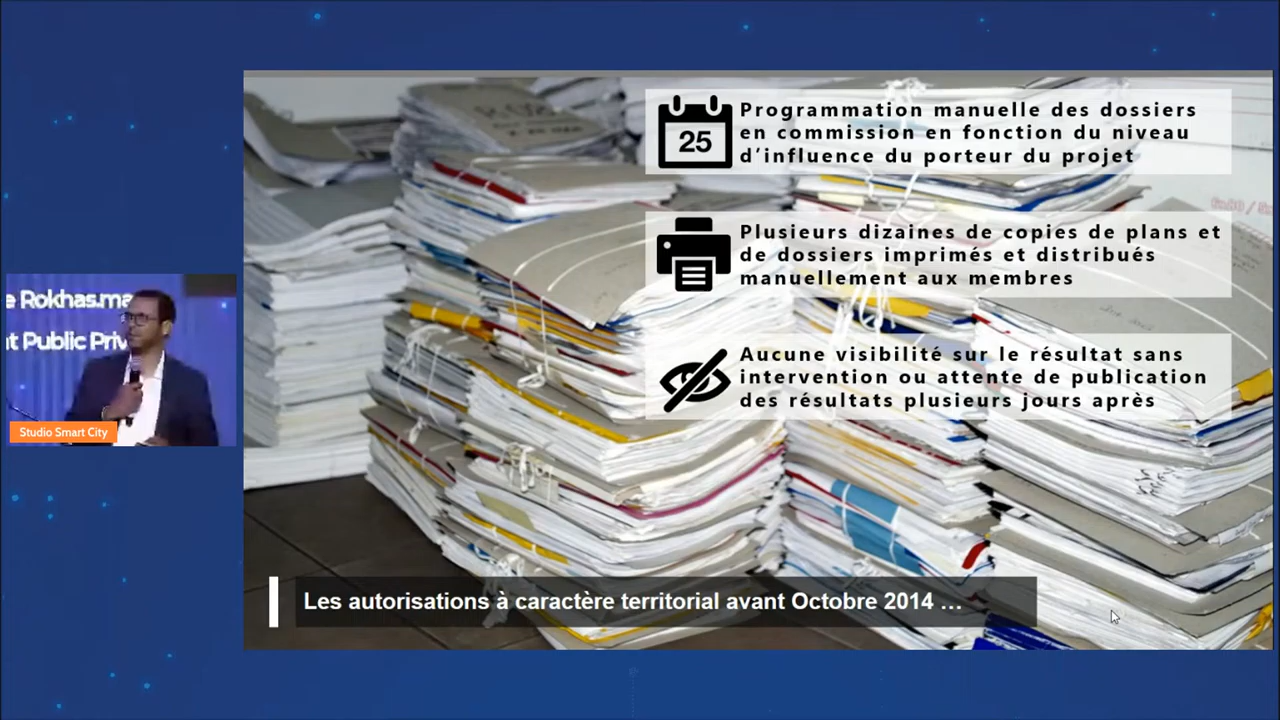 Programmation manuelle des dossiers
en commission en fonction du niveau
d'influence du porteur du projet
Plusieurs dizaines de copies de plans et
de dossiers imprimés et distribués
manuellement aux membres
Aucune visibilité sur le résultat sans
intervention ou attente de publication
des résultats plusieurs jours après
25
e Rokhas.ma
t Public Priv
Studio Smart City
Les autorisations à caractère territorial avant Octobre 2014 …